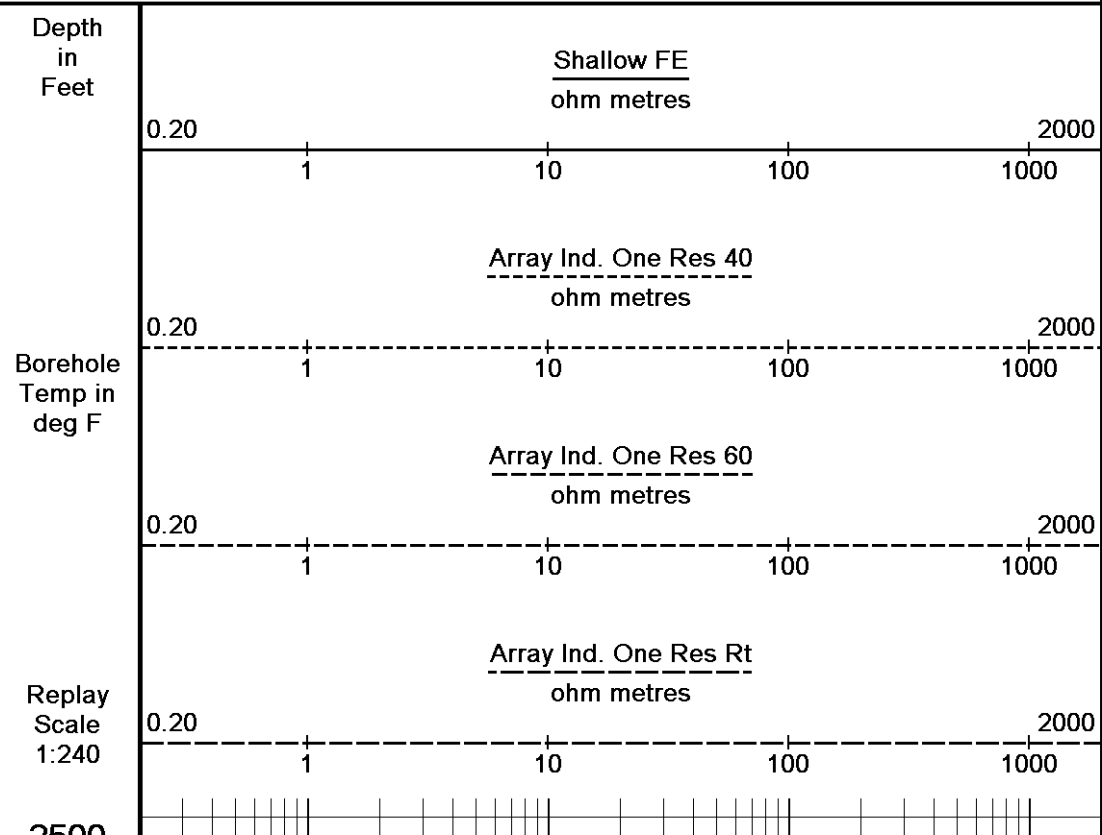 Depth
in
Feet
Shallow FE
ohm metres
0.20 2000
1 10 100 1000
Array Ind. One Res 40
ohm metres
0.20 2000
1 10 100 1000
Borehole
Temp in
deg F
Array Ind. One Res 60
ohm metres
0.20 2000
1 10 100 1000
Array Ind. One Res Rt
ohm metres
Replay
Scale
1:240
0.20 2000
1 10 100 1000
2500